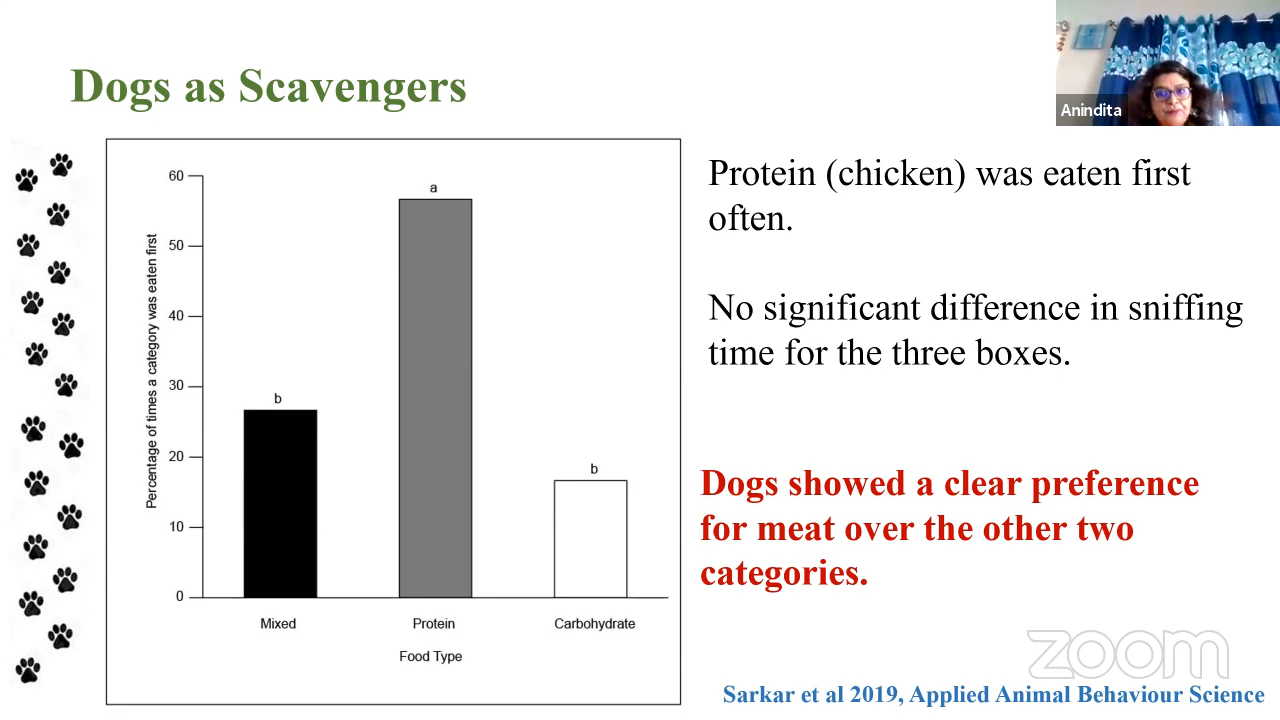 Dogs as Scavengers
Anindita
60
50
40
30
20
10
0
Percentage of times a category was eaten first
b
a
b
Mixed
Protein
Carbohydrate
Food Type
Protein (chicken) was eaten first
often.
No significant difference in sniffing
time for the three boxes.
Dogs showed a clear preference
for meat over the other two
categories.
zoom
Sarkar et al 2019, Applied Animal Behaviour Science